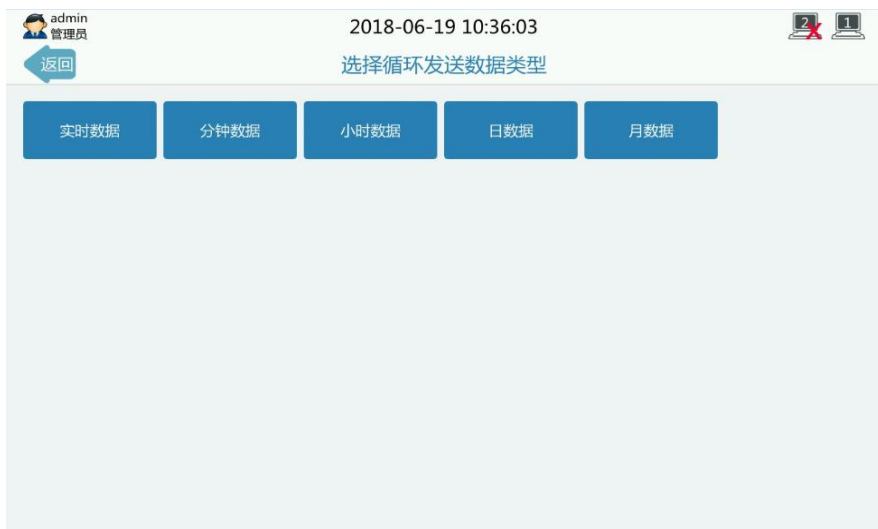 admin
管理员
2018-06-19 10:36:03
2
1
返回
选择循环发送数据类型
实时数据
分钟数据
小时数据
日数据
月数据